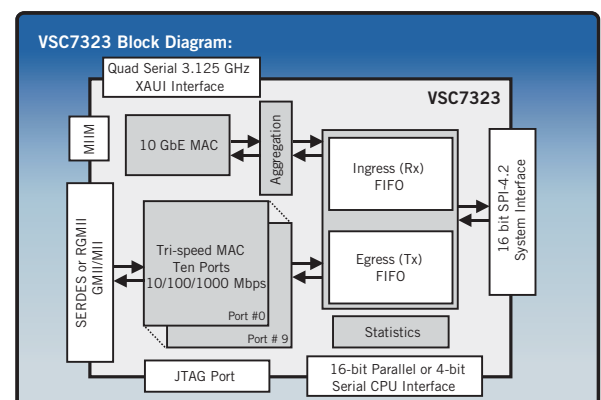 VSC7323 Block Diagram:
Quad Serial 3.125 GHz
XAUI Interface
VSC7323
MIIM
10 GbE MAC
Aggregation
Ingress (Rx)
FIFO
16 bit SPI-4.2
System Interface
SERDES or RGMII
GMII/MII
Tri-speed MAC
Ten Ports
10/100/1000 Mbps
Port #0
Port # 9
Egress (Tx)
FIFO
Statistics
JTAG Port
16-bit Parallel or 4-bit
Serial CPU Interface